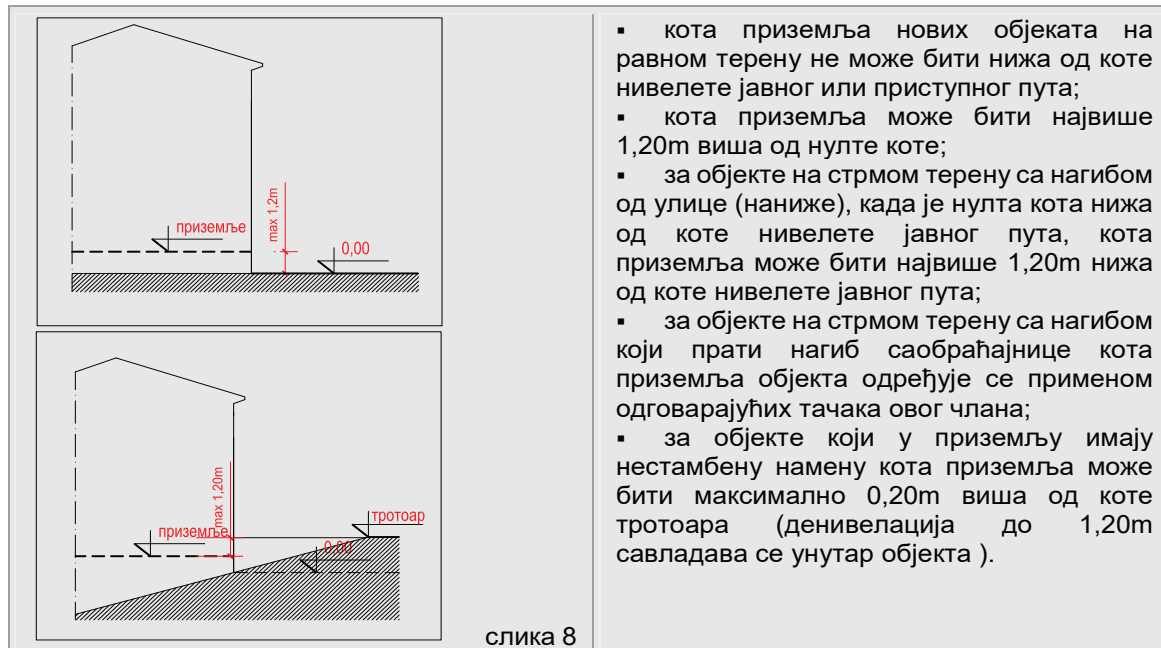 приземље
max 1,2m
0,00
max 1,20m
приземље
тротоар
0.00
слика 8
▪ кота приземља нових објеката на
равном терену не може бити нижа од коте
нивелете јавног или приступног пута;
▪ кота приземља може бити највише
1,20m виша од нулте коте;
▪ за објекте на стрмом терену са нагибом
од улице (наниже), када је нулта кота нижа
од коте нивелете јавног пута, кота
приземља може бити највише 1,20m нижа
од коте нивелете јавног пута;
▪ за објекте на стрмом терену са нагибом
који прати нагиб саобраћајнице кота
приземља објекта одређује се применом
одговарајућих тачака овог члана;
▪ за објекте који у приземљу имају
нестамбену намену кота приземља може
бити максимално 0,20m виша од коте
тротоара (денивелација до 1,20m
савладава се унутар објекта ).